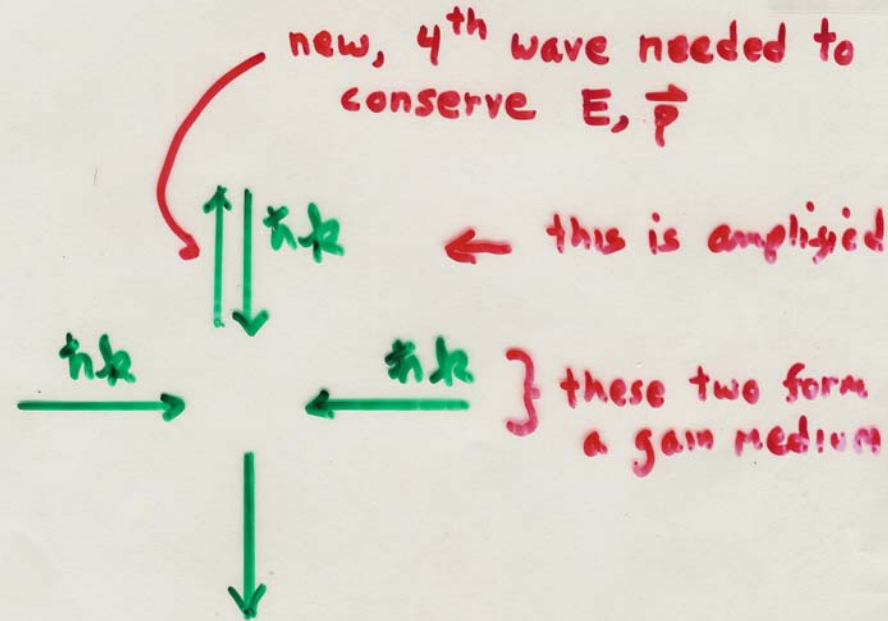 new, 4th wave needed to
conserve E, p⃗
ħk
this is amplified
ħk
ħk
these two form
a gain medium